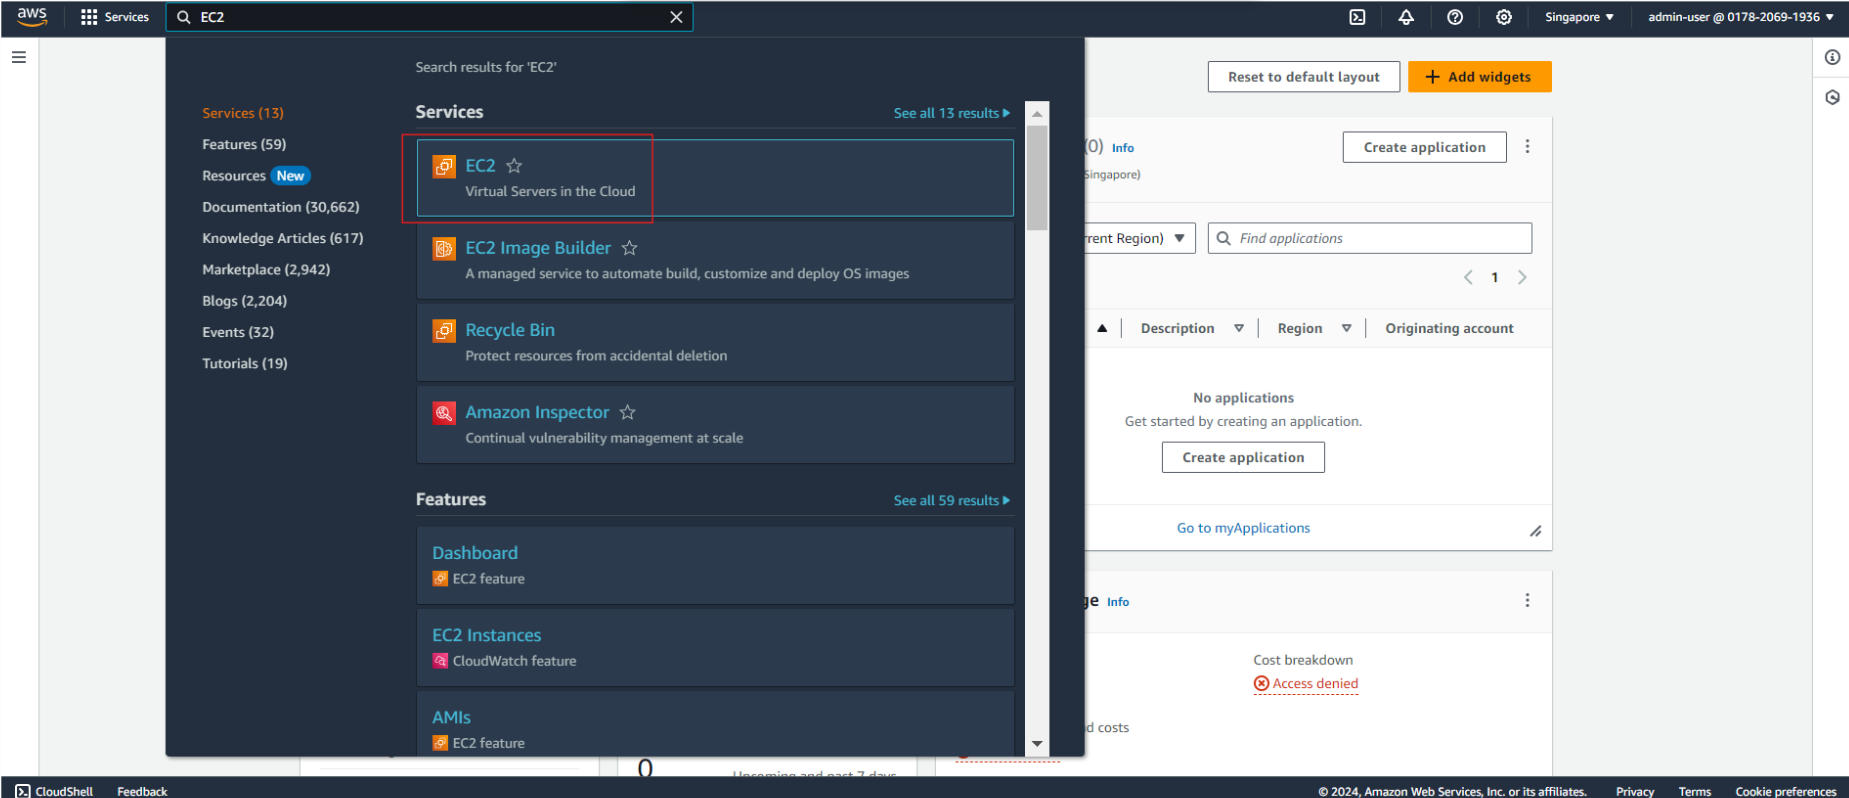 aws
Services
EC2
Singapore ▼
admin-user @ 0178-2069-1936 ▼
Search results for 'EC2'
Services (13)
Features (59)
Resources New
Documentation (30,662)
Knowledge Articles (617)
Marketplace (2,942)
Blogs (2,204)
Events (32)
Tutorials (19)
Services
See all 13 results ▶
EC2
Virtual Servers in the Cloud
EC2 Image Builder
A managed service to automate build, customize and deploy OS images
Recycle Bin
Protect resources from accidental deletion
Amazon Inspector
Continual vulnerability management at scale
Features
See all 59 results ▶
Dashboard
EC2 feature
EC2 Instances
CloudWatch feature
AMIs
EC2 feature
Reset to default layout
+ Add widgets
(0) Info
Singapore)
Create application
rrent Region) ▼
Find applications
1
Description
Region
Originating account
No applications
Get started by creating an application.
Create application
Go to myApplications
ge Info
Cost breakdown
Access denied
d costs
0
Upcoming and past 7 days
CloudShell
Feedback
© 2024, Amazon Web Services, Inc. or its affiliates.
Privacy
Terms
Cookie preferences